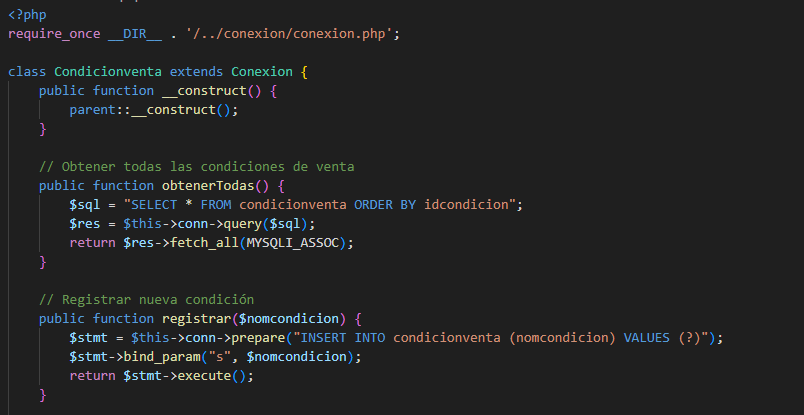 <?php
require_once __DIR__ . '/../conexion/conexion.php';
class Condicionventa extends Conexion {
public function __construct() {
parent::__construct();
}
// Obtener todas las condiciones de venta
public function obtenerTodas() {
$sql = "SELECT * FROM condicionventa ORDER BY idcondicion";
$res = $this->conn->query($sql);
return $res->fetch_all(MYSQLI_ASSOC);
}
// Registrar nueva condición
public function registrar($nomcondicion) {
$stmt = $this->conn->prepare("INSERT INTO condicionventa (nomcondicion) VALUES (?)");
$stmt->bind_param("s", $nomcondicion);
return $stmt->execute();
}